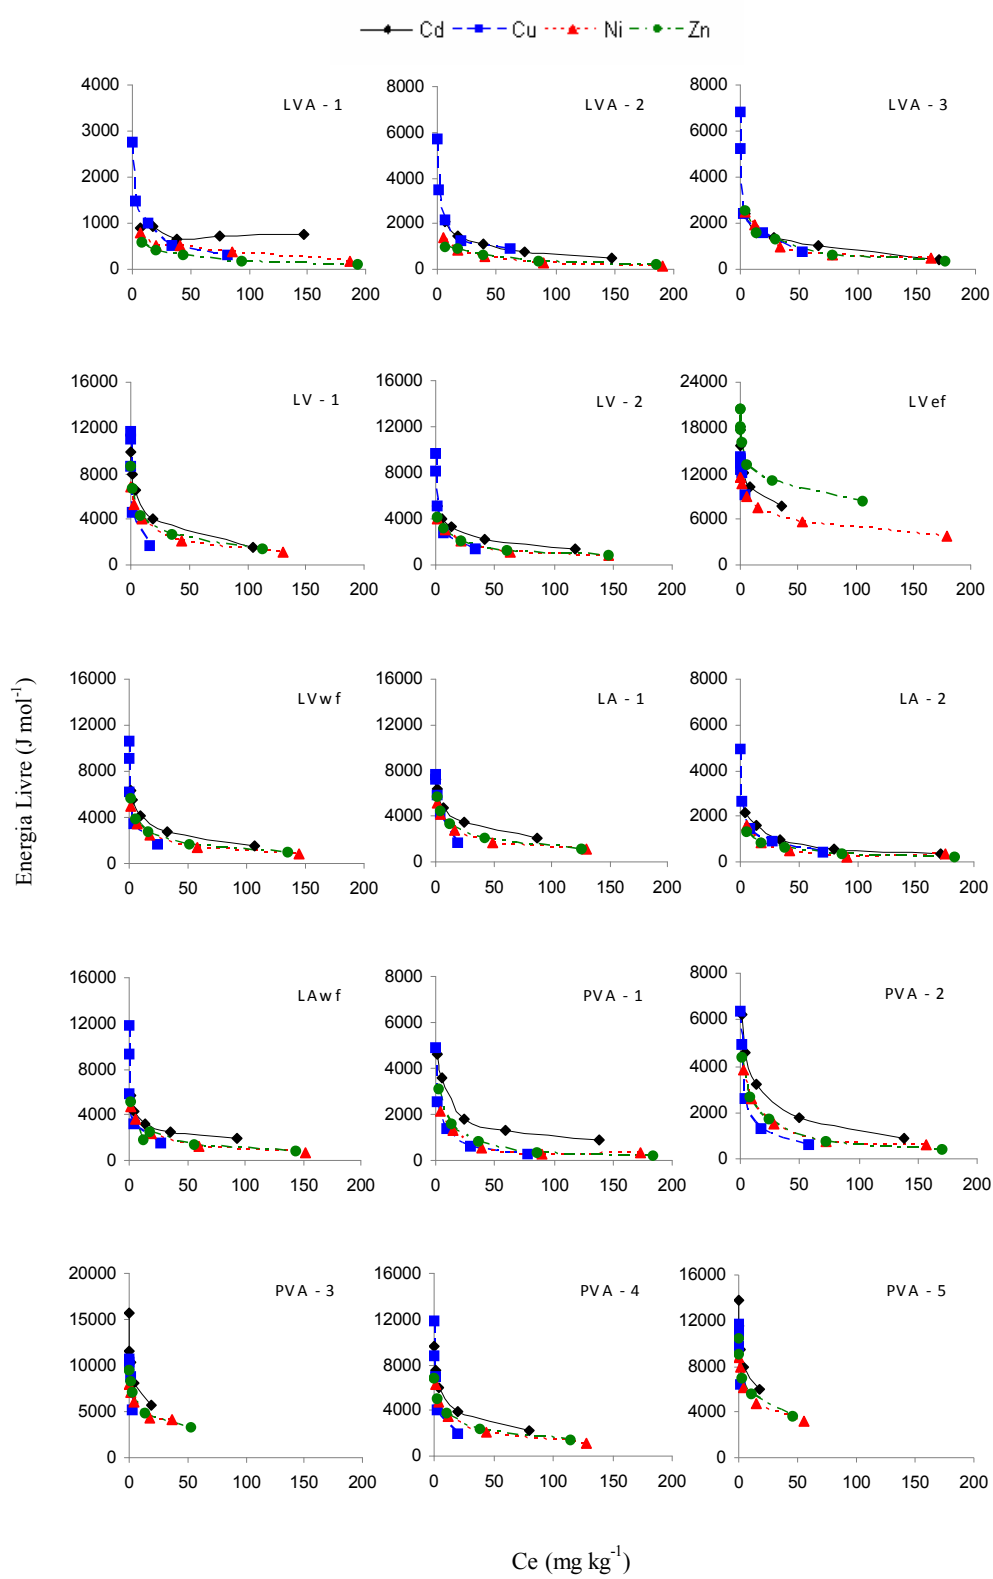 Cd Cu Ni Zn
LVA - 1 LVA - 2 LVA - 3
4000 8000 8000
3000 6000 6000
2000 4000 4000
1000 2000 2000
0 0 0
0 50 100 150 200 0 50 100 150 200 0 50 100 150 200
LV - 1 LV - 2 LVef
16000 16000 24000
12000 12000 18000
8000 8000 12000
4000 4000 6000
0 0 0
0 50 100 150 200 0 50 100 150 200 0 50 100 150 200
Energia Livre (J mol-1)
LVwf LA - 1 LA - 2
16000 16000 8000
12000 12000 6000
8000 8000 4000
4000 4000 2000
0 0 0
0 50 100 150 200 0 50 100 150 200 0 50 100 150 200
LAwf PVA - 1 PVA - 2
16000 8000 8000
12000 6000 6000
8000 4000 4000
4000 2000 2000
0 0 0
0 50 100 150 200 0 50 100 150 200 0 50 100 150 200
PVA - 3 PVA - 4 PVA - 5
20000 16000 16000
15000 12000 12000
10000 8000 8000
5000 4000 4000
0 0 0
0 50 100 150 200 0 50 100 150 200 0 50 100 150 200
Ce (mg kg-1)